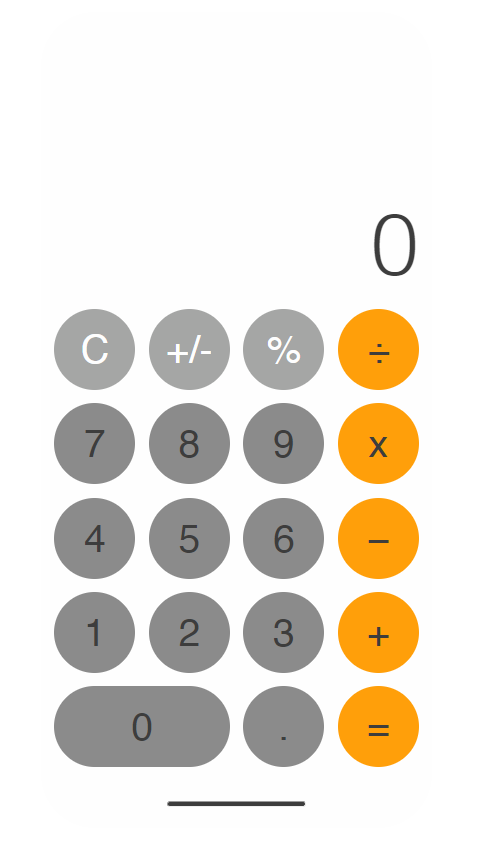 0
C +/- % ÷
7 8 9 x
4 5 6 −
1 2 3 +
0 . =